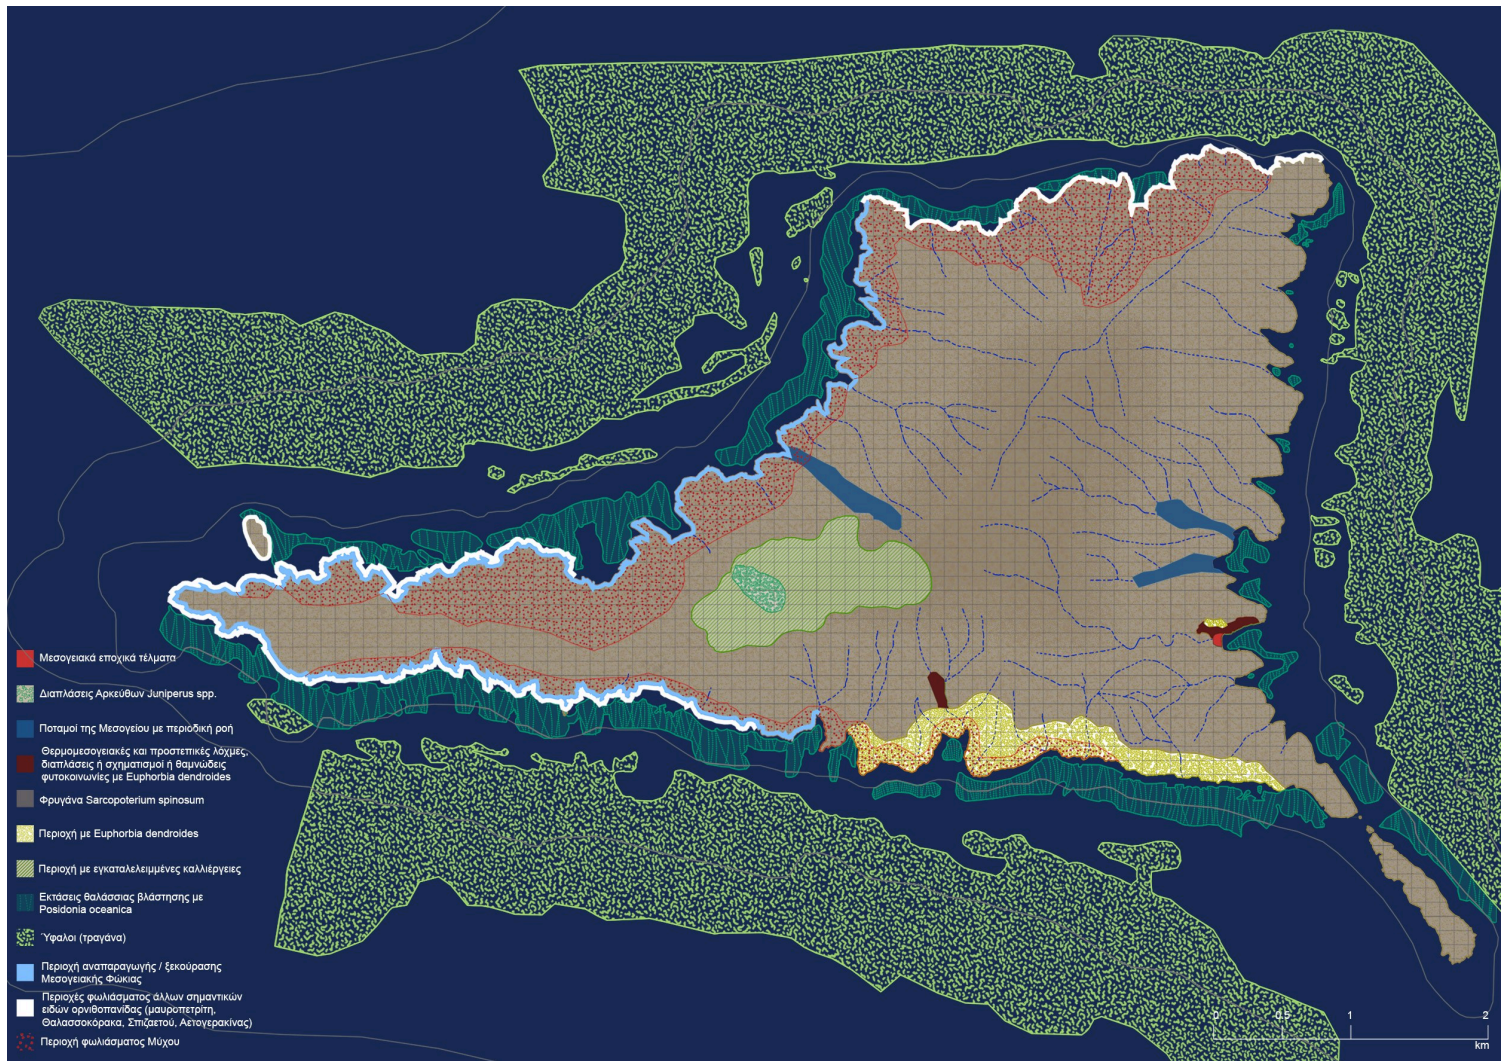 Μεσογειακά εποχικά τέλματα
Διαπλάσεις Αρκεύθων Juniperus spp.
Ποταμοί της Μεσογείου με περιοδική ροή
Θερμομεσογειακές και προστεπικές λόχμες,
διαπλάσεις ή σχηματισμοί ή θαμνώδεις
φυτοκοινωνίες με Euphorbia dendroides
Φρυγάνα Sarcopoterium spinosum
Περιοχή με Euphorbia dendroides
Περιοχή με εγκαταλελειμμένες καλλιέργειες
Εκτάσεις θαλάσσιας βλάστησης με
Posidonia oceanica
Ύφαλοι (τραγάνα)
Περιοχή αναπαραγωγής / ξεκούρασης
Μεσογειακής Φώκιας
Περιοχές φωλιάσματος άλλων σημαντικών
ειδών ορνιθοπανίδας (μαυροπετρίτη,
Θαλασσοκόρακα, Σπιζαετού, Αετογερακίνας)
Περιοχή φωλιάσματος Μύχου
0 0.5 1 2
km